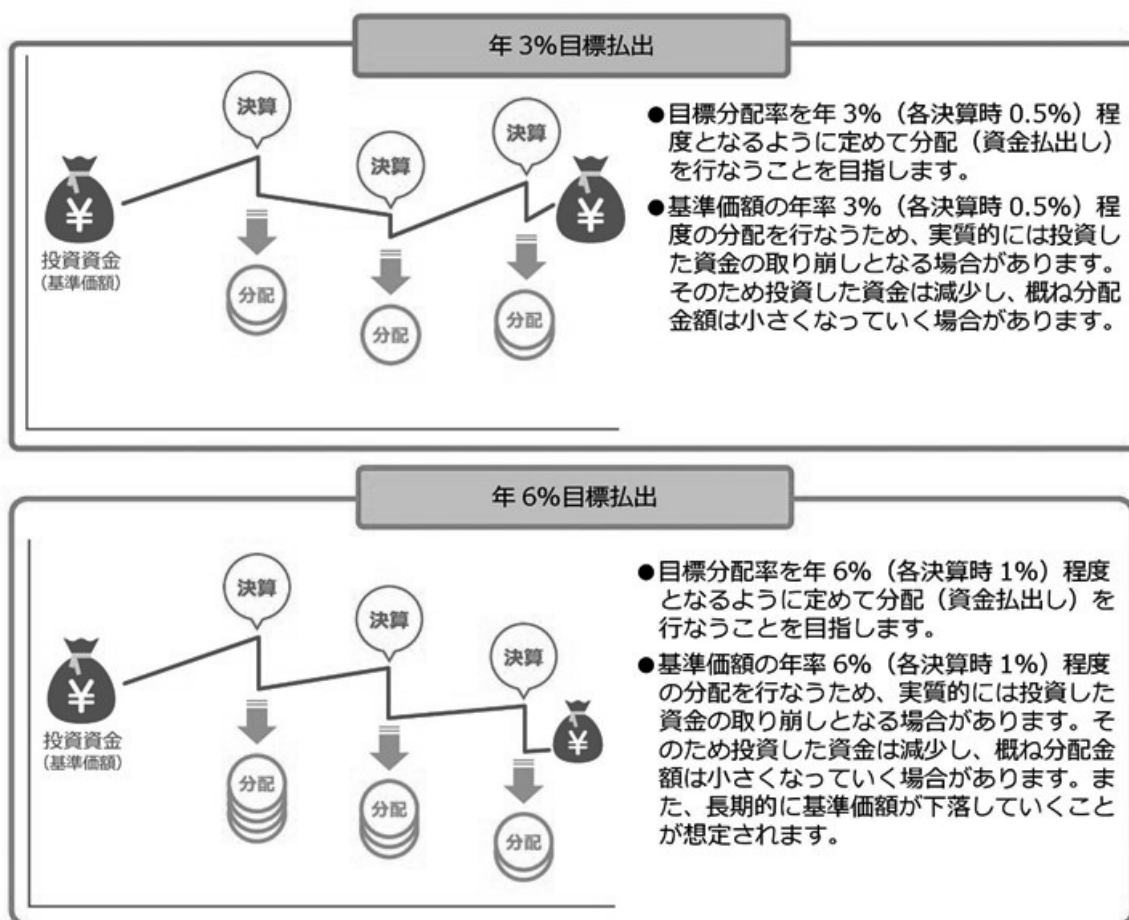 年 3%目標払出
決算
決算
決算
¥
¥
投資資金
(基準価額)
分配
分配
分配
●目標分配率を年 3%（各決算時 0.5%）程
度となるように定めて分配（資金払出し）
を行なうことを目指します。
●基準価額の年率 3%（各決算時 0.5%）程
度の分配を行なうため、実質的には投資し
た資金の取り崩しとなる場合があります。
そのため投資した資金は減少し、概ね分配
金額は小さくなっていく場合があります。
年 6%目標払出
決算
決算
決算
¥
¥
投資資金
(基準価額)
分配
分配
分配
●目標分配率を年 6%（各決算時 1%）程度
となるように定めて分配（資金払出し）を
行なうことを目指します。
●基準価額の年率 6%（各決算時 1%）程度
の分配を行なうため、実質的には投資した
資金の取り崩しとなる場合があります。そ
のため投資した資金は減少し、概ね分配金
額は小さくなっていく場合があります。ま
た、長期的に基準価額が下落していくこと
が想定されます。